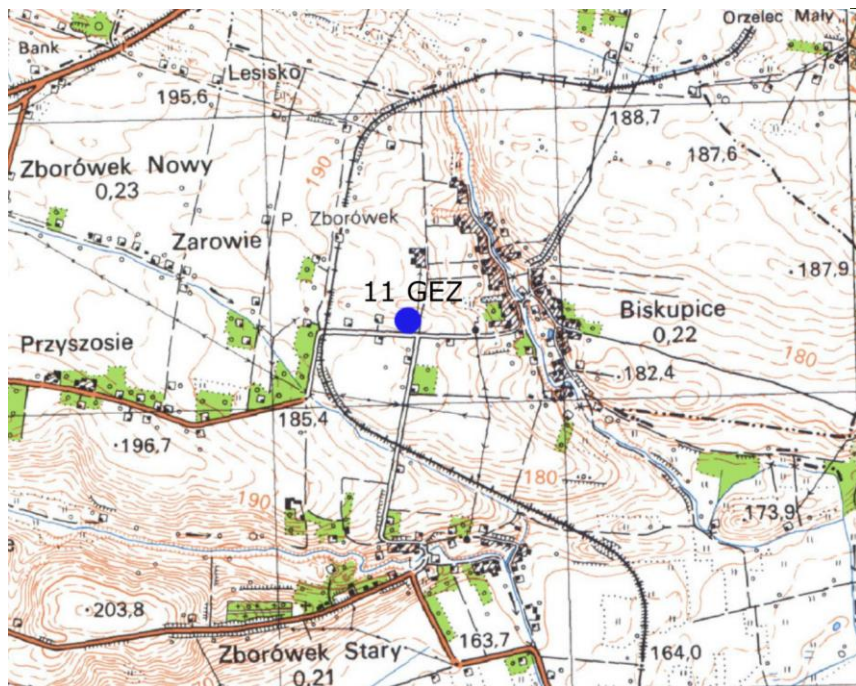 Orzelec Mały
Bank
Lesisko
195,6
188,7
187,6
190
Zborówek Nowy
0,23
P. Zborówek
Zarowie
187,9
11 GEZ
Biskupice
0,22
Przyszosie
180
182,4
185,4
196,7
190
180
173,9
203,8
163,7
Zborówek Stary
0,21
164,0